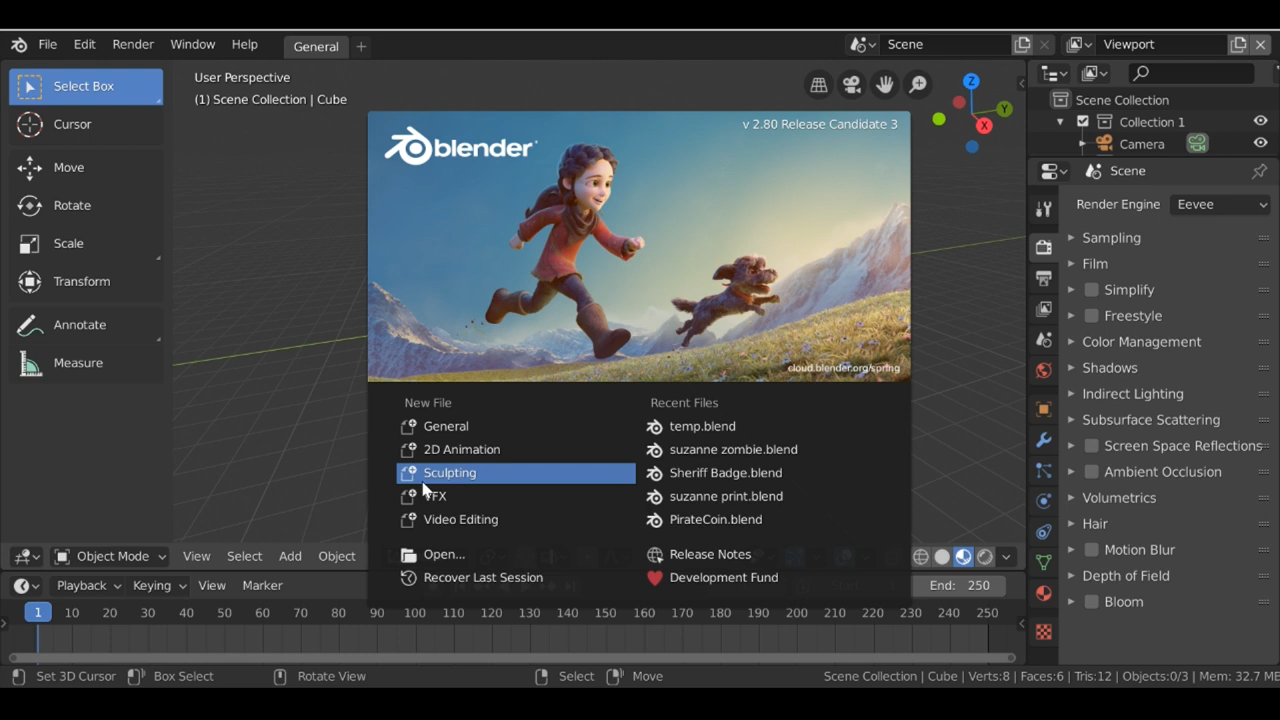 File Edit Render Window Help General Scene Viewport
Select Box
Cursor
Move
Rotate
Scale
Transform
Annotate
Measure
User Perspective
(1) Scene Collection | Cube
Z
Y
X
blender
v 2.80 Release Candidate 3
cloud.blender.org/spring
New File
General
2D Animation
Sculpting
VFX
Video Editing
Open...
Recover Last Session
Recent Files
temp.blend
suzanne zombie.blend
Sheriff Badge.blend
suzanne print.blend
PirateCoin.blend
Release Notes
Development Fund
Scene Collection
Collection 1
Camera
Scene
Render Engine Eevee
Sampling
Film
Simplify
Freestyle
Color Management
Shadows
Indirect Lighting
Subsurface Scattering
Screen Space Reflections
Ambient Occlusion
Volumetrics
Hair
Motion Blur
Depth of Field
Bloom
Object Mode View Select Add Object
Playback Keying View Marker End: 250
1 10 20 30 40 50 60 70 80 90 100 110 120 130 140 150 160 170 180 190 200 210 220 230 240 250
Set 3D Cursor Box Select Rotate View Select Move Scene Collection | Cube | Verts:8 | Faces:6 | Tris:12 | Objects:0/3 | Mem: 32.7 MB